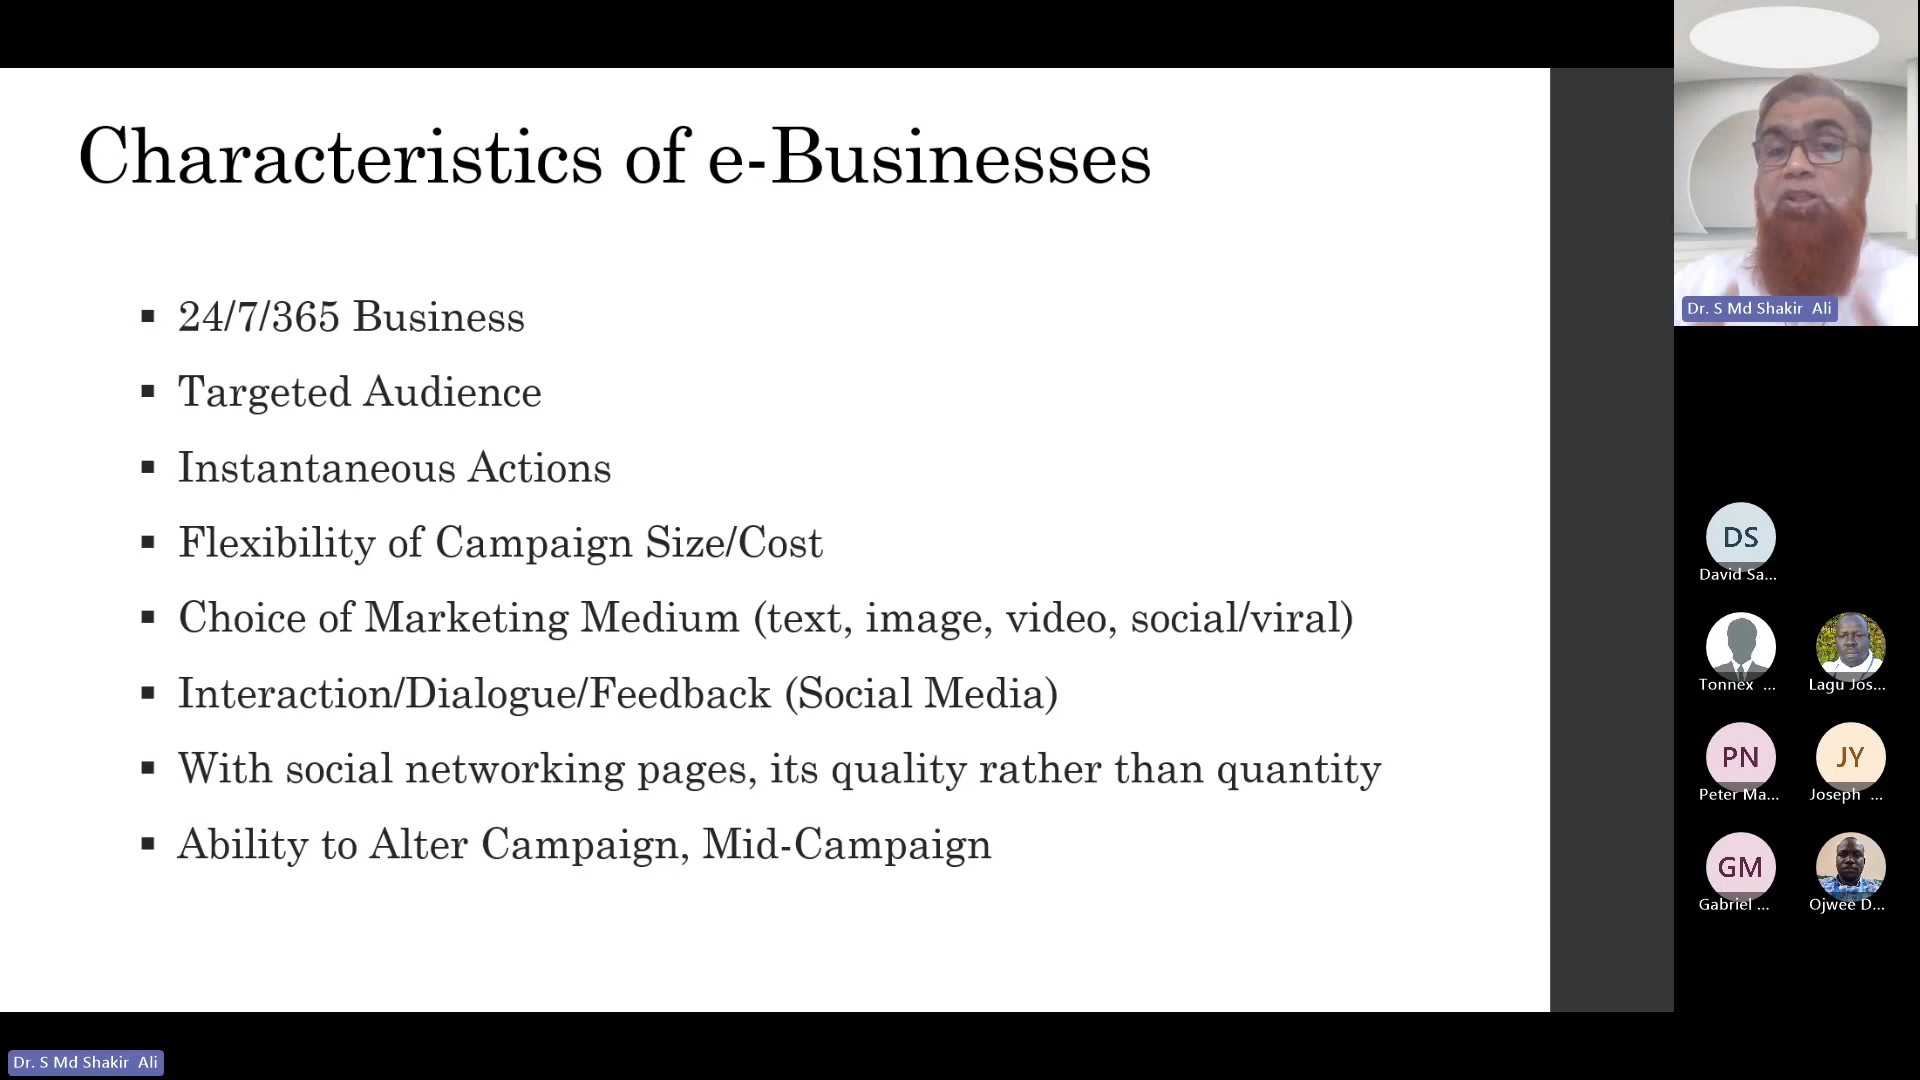 Characteristics of e-Businesses
▪ 24/7/365 Business
▪ Targeted Audience
▪ Instantaneous Actions
▪ Flexibility of Campaign Size/Cost
▪ Choice of Marketing Medium (text, image, video, social/viral)
▪ Interaction/Dialogue/Feedback (Social Media)
▪ With social networking pages, its quality rather than quantity
▪ Ability to Alter Campaign, Mid-Campaign
Dr. S Md Shakir Ali
DS
David Sa...
Tonnex ...
Lagu Jos...
PN
Peter Ma...
JY
Joseph ...
GM
Gabriel ...
Ojwee D...
Dr. S Md Shakir Ali